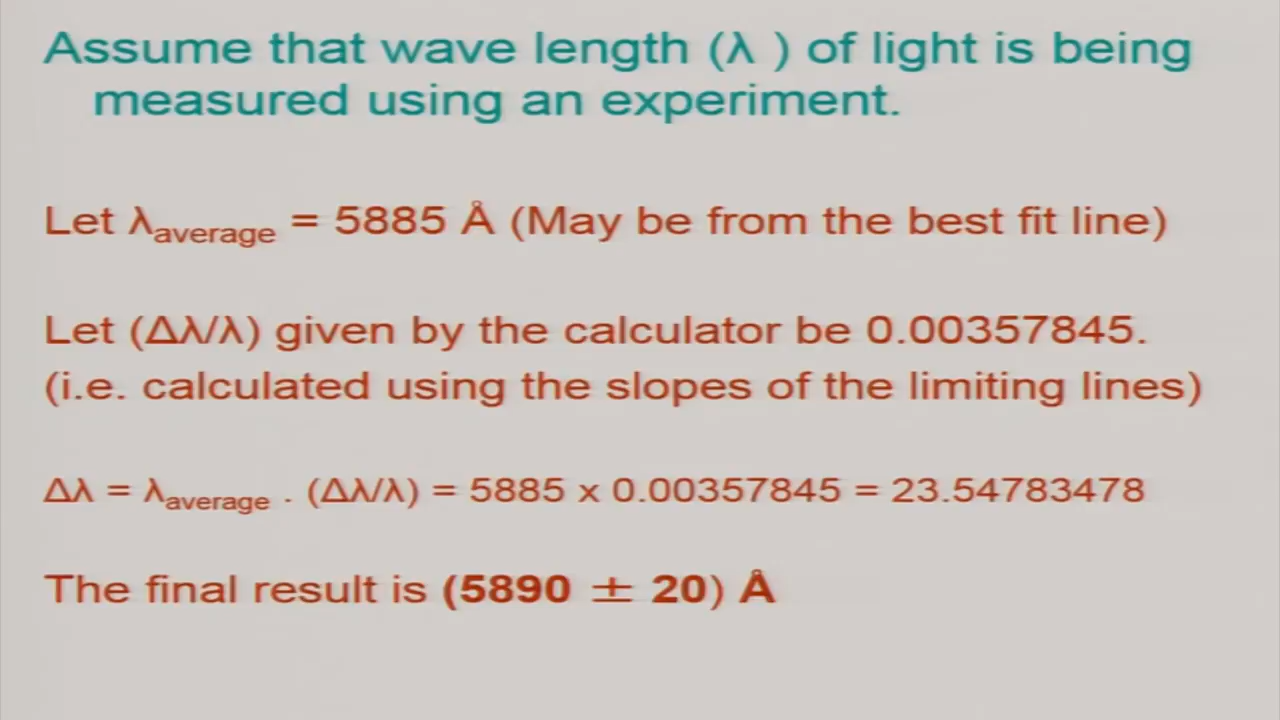 Assume that wave length (λ ) of light is being
measured using an experiment.
Let λaverage = 5885 Å (May be from the best fit line)
Let (Δλ/λ) given by the calculator be 0.00357845.
(i.e. calculated using the slopes of the limiting lines)
Δλ = λaverage . (Δλ/λ) = 5885 x 0.00357845 = 23.54783478
The final result is (5890 ± 20) Å